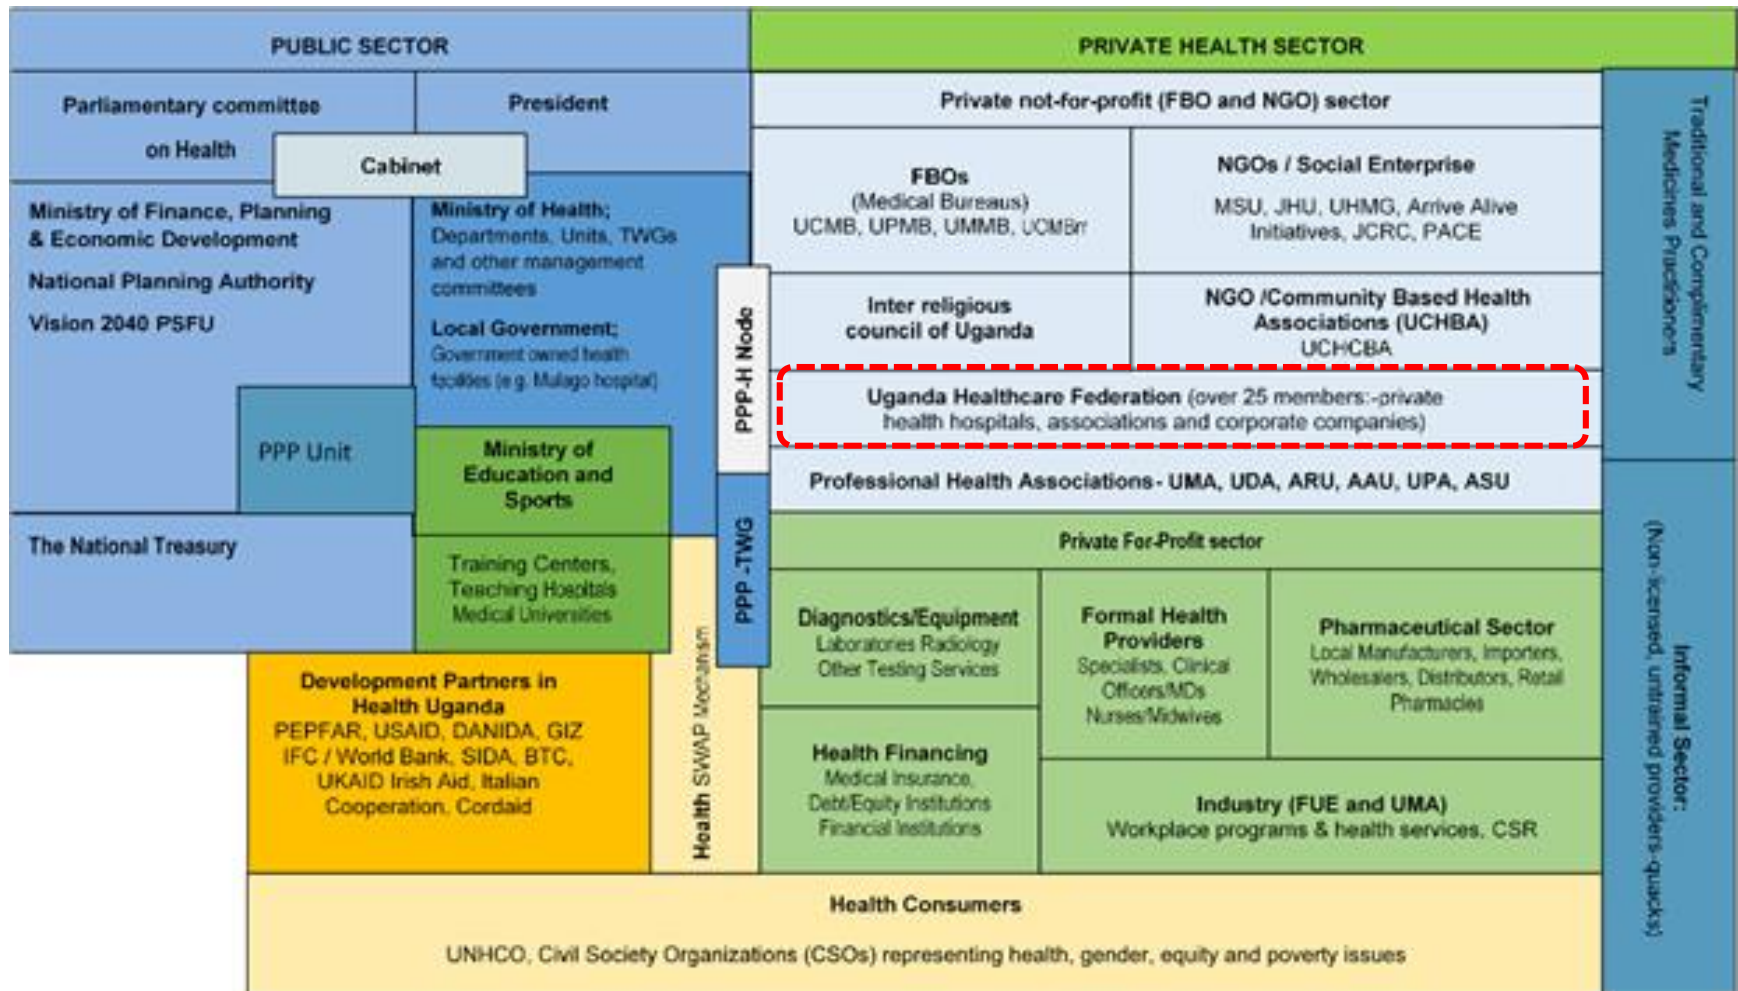 PUBLIC SECTOR
PRIVATE HEALTH SECTOR
Parliamentary committee
on Health
President
Cabinet
Ministry of Finance, Planning
& Economic Development
National Planning Authority
Vision 2040 PSFU
Ministry of Health;
Departments, Units, TWGs
and other management
committees
Local Government;
Government owned health
facilities (e.g. Mulago hospital)
PPP Unit
Ministry of
Education and
Sports
The National Treasury
Training Centers,
Teaching Hospitals
Medical Universities
Development Partners in
Health Uganda
PEPFAR, USAID, DANIDA, GIZ
IFC / World Bank, SIDA, BTC,
UKAID Irish Aid, Italian
Cooperation, Cordaid
Health SWAP Mechanism
PPP-H Node
PPP -TWG
Private not-for-profit (FBO and NGO) sector
FBOs
(Medical Bureaus)
UCMB, UPMB, UMMB,
NGOs / Social Enterprise
MSU, JHU, UHMG, Arrive Alive
Initiatives, JCRC, PACE
Inter religious
council of Uganda
NGO /Community Based Health
Associations (UCHBA)
UCHCBA
Uganda Healthcare Federation (over 25 members:-private
health hospitals, associations and corporate companies)
Professional Health Associations - UMA, UDA, ARU, AAU, UPA, ASU
Private For-Profit sector
Diagnostics/Equipment
Laboratories Radiology
Other Testing Services
Formal Health
Providers
Specialists, Clinical
Officers/MDs
Nurses/Midwives
Pharmaceutical Sector
Local Manufacturers, Importers,
Wholesalers, Distributors, Retail
Pharmacies
Health Financing
Medical Insurance,
Debt/Equity Institutions
Financial Institutions
Industry (FUE and UMA)
Workplace programs & health services, CSR
Traditional and Complimentary
Medicines Practitioners
Informal Sector:
(Non-licensed, untrained providers-quacks)
Health Consumers
UNHCO, Civil Society Organizations (CSOs) representing health, gender, equity and poverty issues